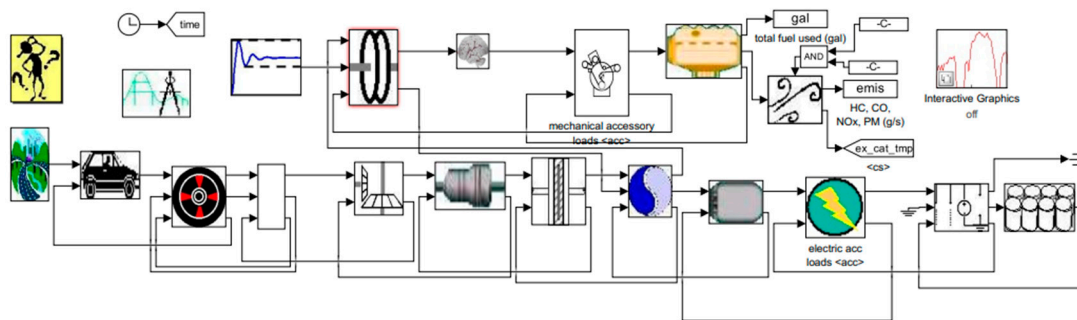 time
gal
total fuel used (gal)
-C-
AND
-C-
emis
HC, CO,
NOx, PM (g/s)
ex_cat_tmp
<cs>
Interactive Graphics
off
mechanical accessory
loads <acc>
electric acc
loads <acc>